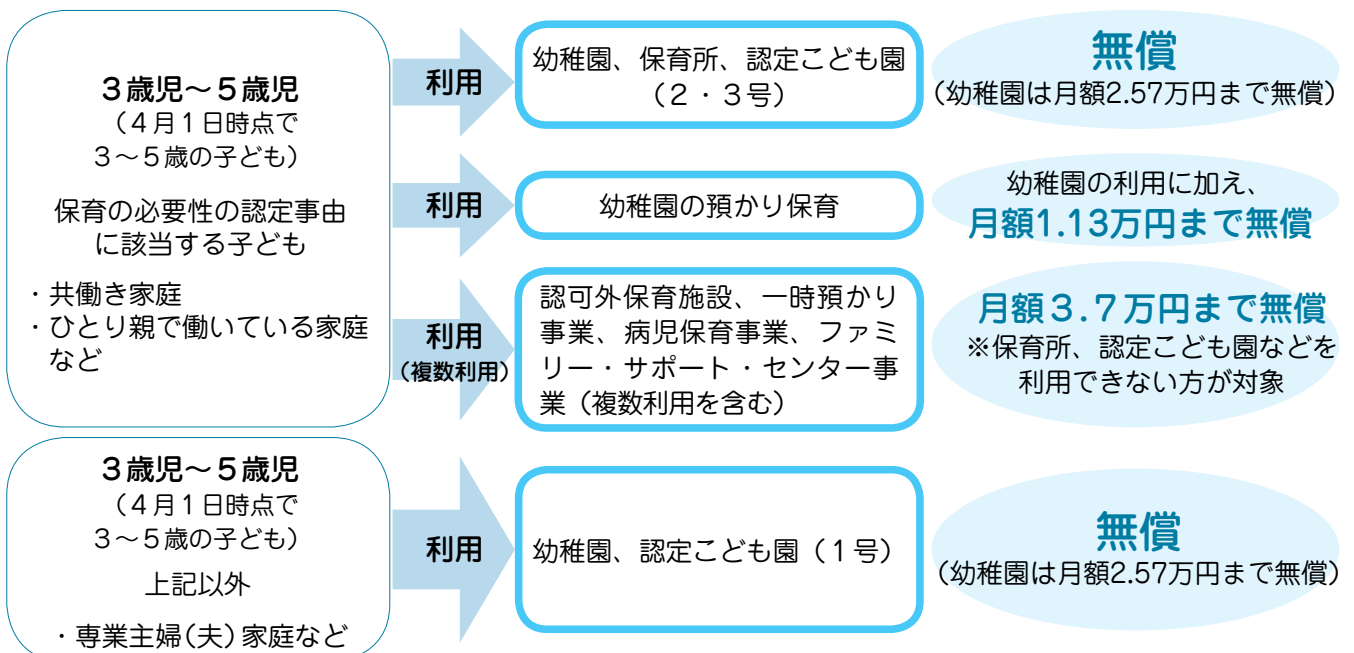 ３歳児～５歳児
（４月１日時点で
３～５歳の子ども）
保育の必要性の認定事由
に該当する子ども
・共働き家庭
・ひとり親で働いている家庭
など
利用
幼稚園、保育所、認定こども園
（２・３号）
無償
（幼稚園は月額2.57万円まで無償）
利用
幼稚園の預かり保育
幼稚園の利用に加え、
月額1.13万円まで無償
利用
（複数利用）
認可外保育施設、一時預かり
事業、病児保育事業、ファミ
リー・サポート・センター事
業（複数利用を含む）
月額３.７万円まで無償
※保育所、認定こども園などを
利用できない方が対象
３歳児～５歳児
（４月１日時点で
３～５歳の子ども）
上記以外
・専業主婦（夫）家庭など
利用
幼稚園、認定こども園（１号）
無償
（幼稚園は月額2.57万円まで無償）